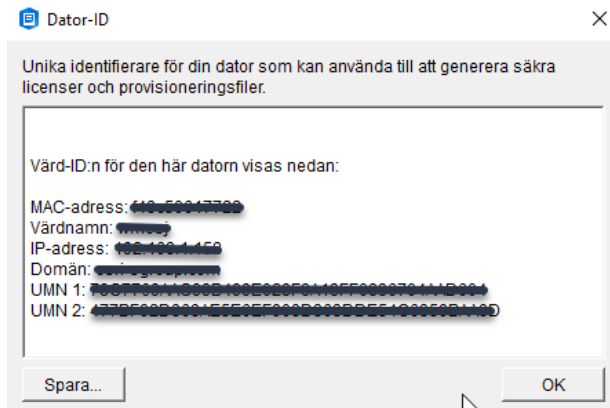 Dator-ID
Unika identifierare för din dator som kan använda till att generera säkra
licenser och provisioneringsfiler.
Värd-ID:n för den här datorn visas nedan:
MAC-adress:
Värdnamn:
IP-adress:
Domän:
UMN 1:
UMN 2:
Spara...
OK